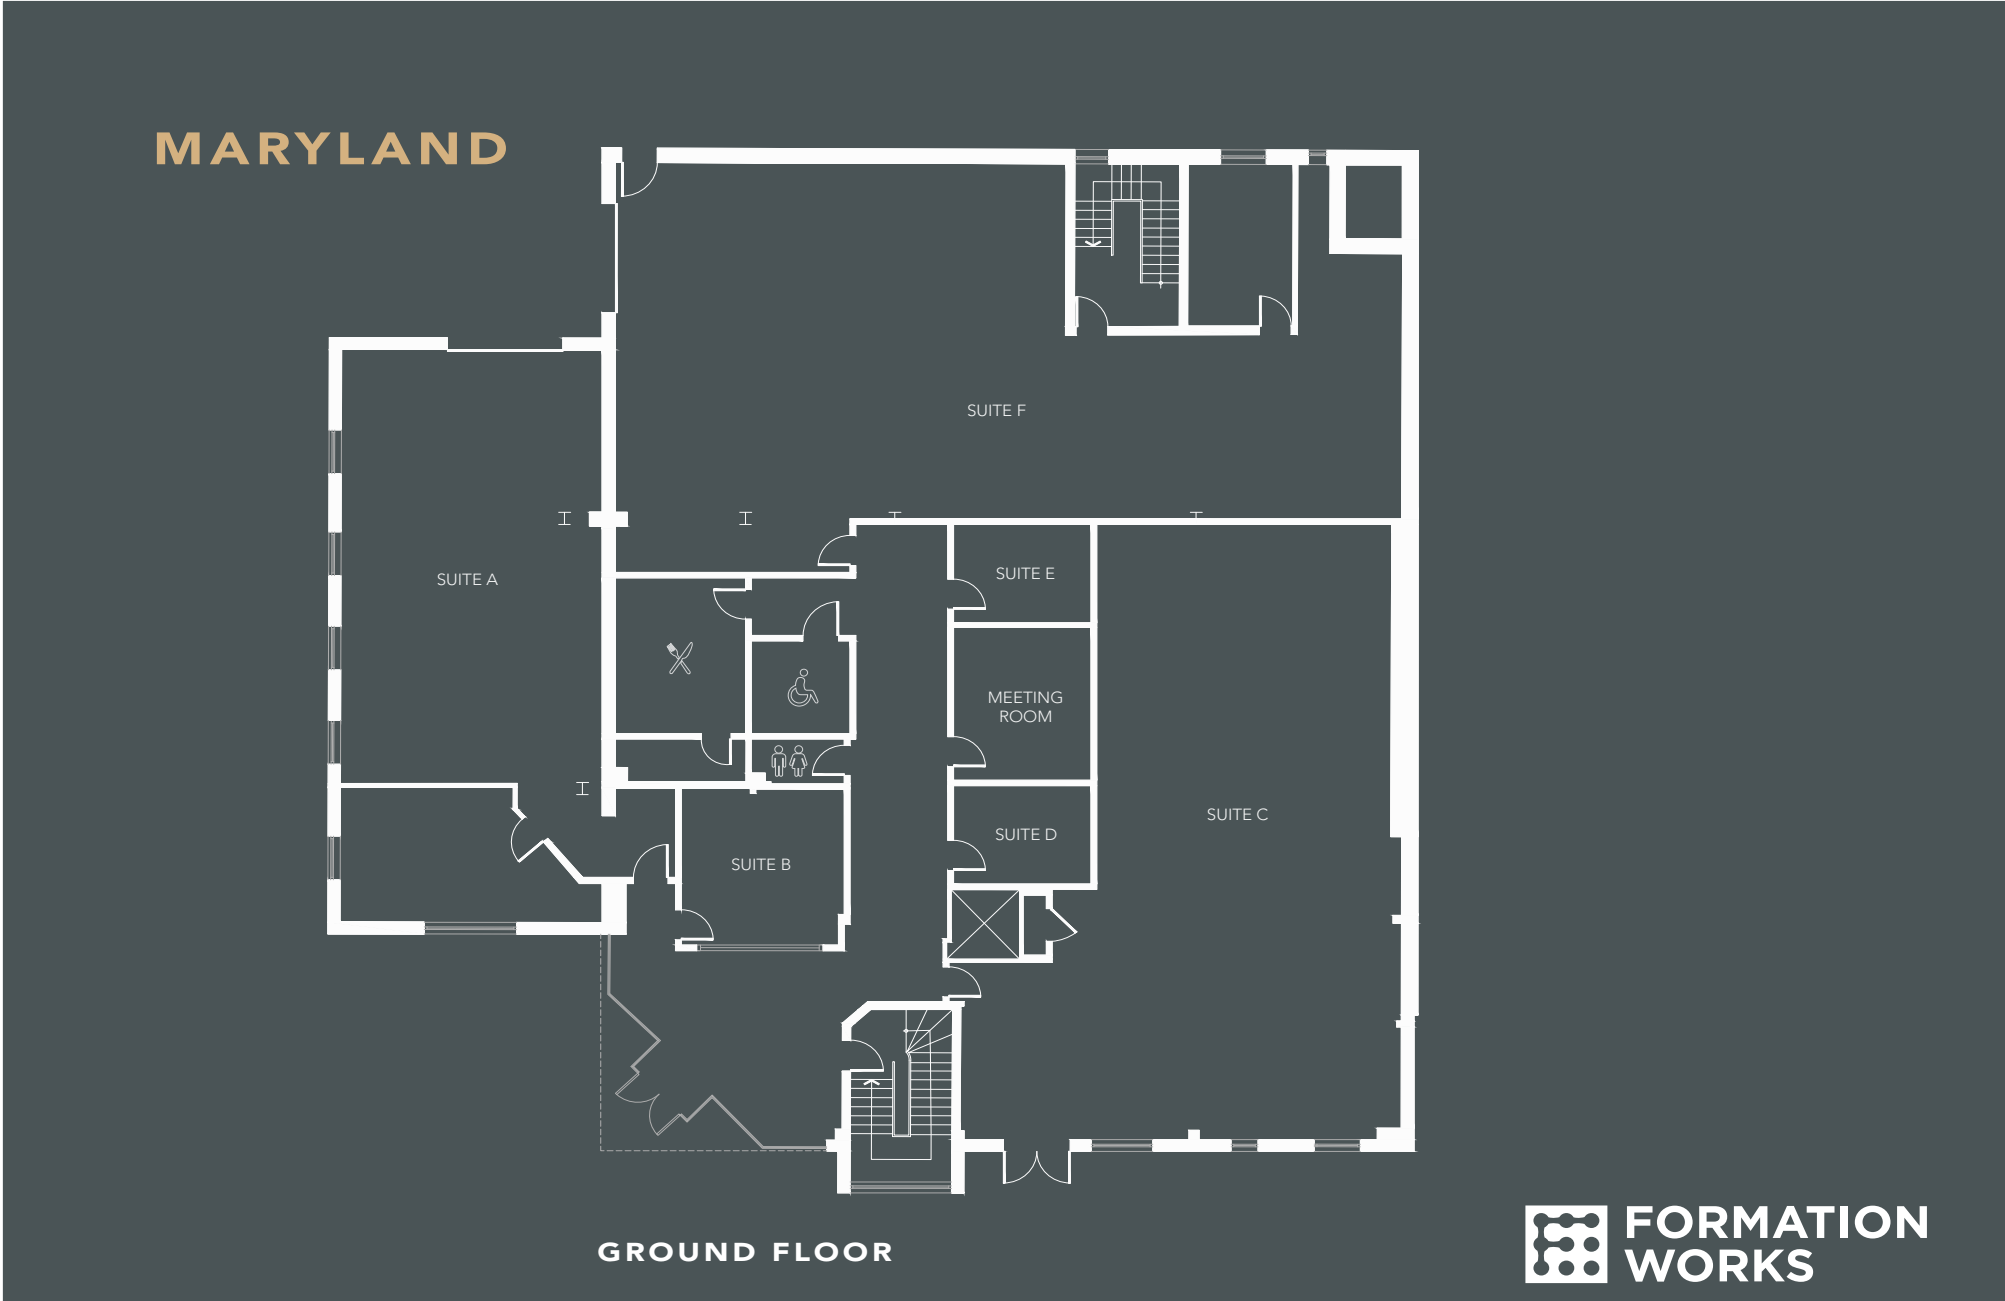 MARYLAND
SUITE F
SUITE A
SUITE E
MEETING
ROOM
SUITE C
SUITE D
SUITE B
GROUND FLOOR
FORMATION
WORKS